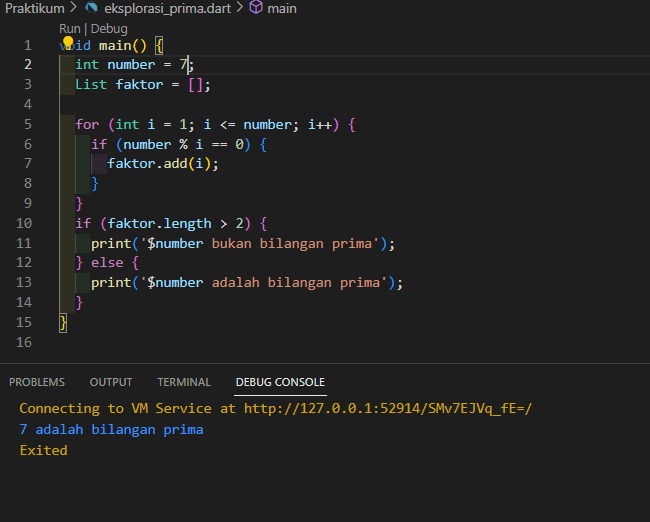 Praktikum > eksplorasi_prima.dart > main
Run | Debug
1 void main() {
2 int number = 7;
3 List faktor = [];
4
5 for (int i = 1; i <= number; i++) {
6 if (number % i == 0) {
7 faktor.add(i);
8 }
9 }
10 if (faktor.length > 2) {
11 print('$number bukan bilangan prima');
12 } else {
13 print('$number adalah bilangan prima');
14 }
15 }
16
PROBLEMS OUTPUT TERMINAL DEBUG CONSOLE
Connecting to VM Service at http://127.0.0.1:52914/SMv7EJVq_fE=/
7 adalah bilangan prima
Exited